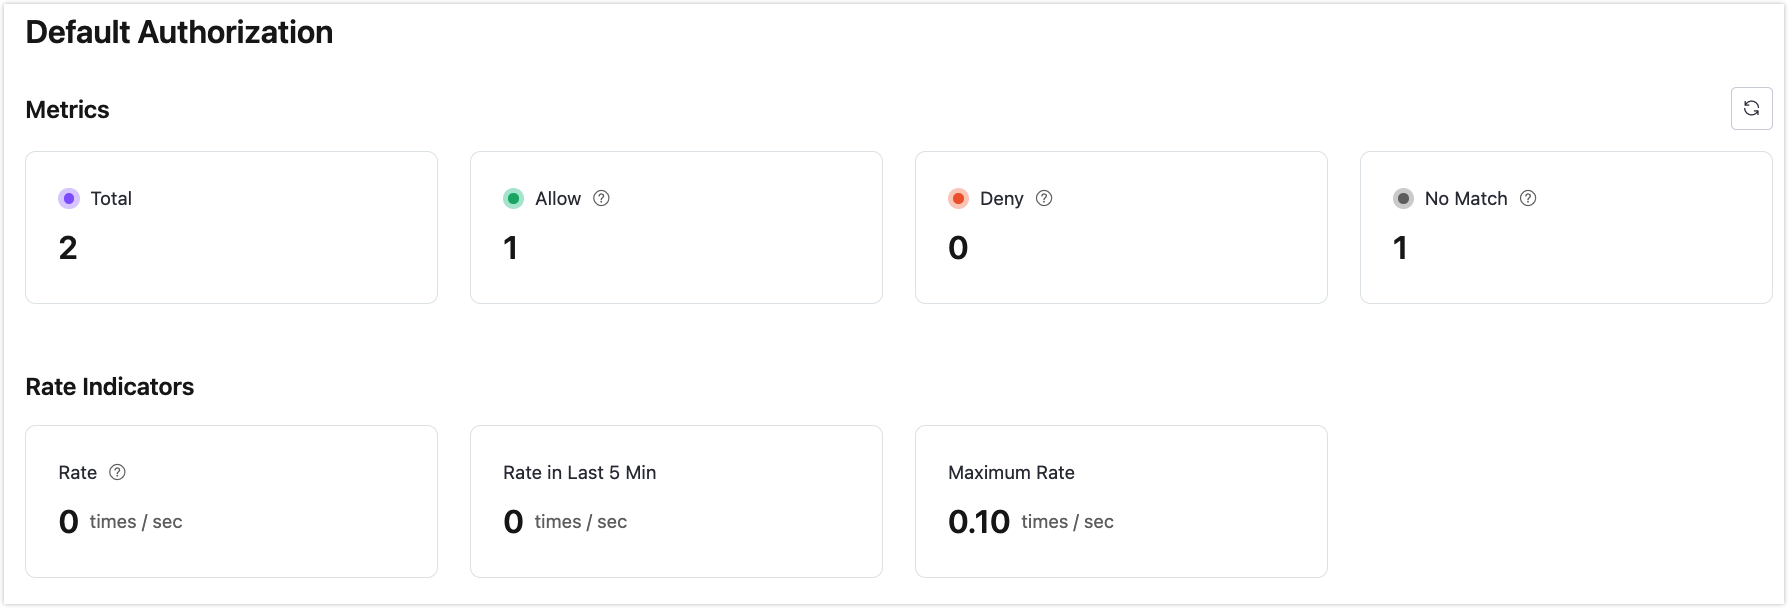 Default Authorization
Metrics
Total
2
Allow
1
Deny
0
No Match
1
Rate Indicators
Rate
0 times / sec
Rate in Last 5 Min
0 times / sec
Maximum Rate
0.10 times / sec